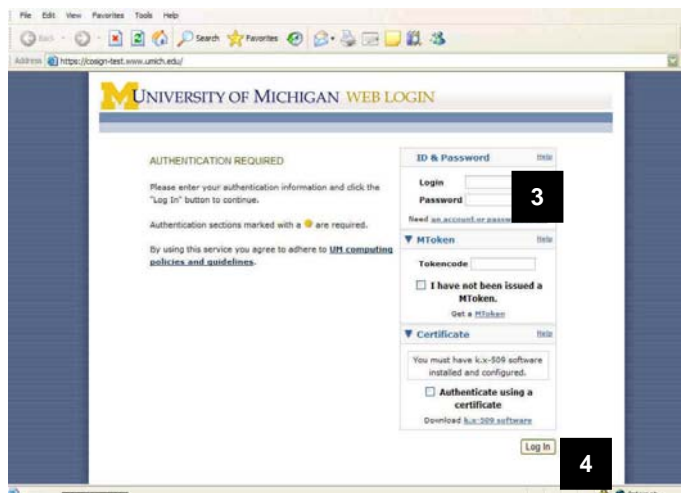 File Edit View Favorites Tools Help
Back Search Favorites
Address https://cosign-test.www.umich.edu/
UNIVERSITY OF MICHIGAN WEB LOGIN
AUTHENTICATION REQUIRED
Please enter your authentication information and click the
"Log In" button to continue.
Authentication sections marked with a are required.
By using this service you agree to adhere to UM computing
policies and guidelines.
ID & Password Help
Login
Password
3
Need an account or
MToken Help
Tokencode
I have not been issued a
MToken.
Get a MToken
Certificate Help
You must have k.x-509 software
installed and configured.
Authenticate using a
certificate
Download k.x-509 software
Log In
4